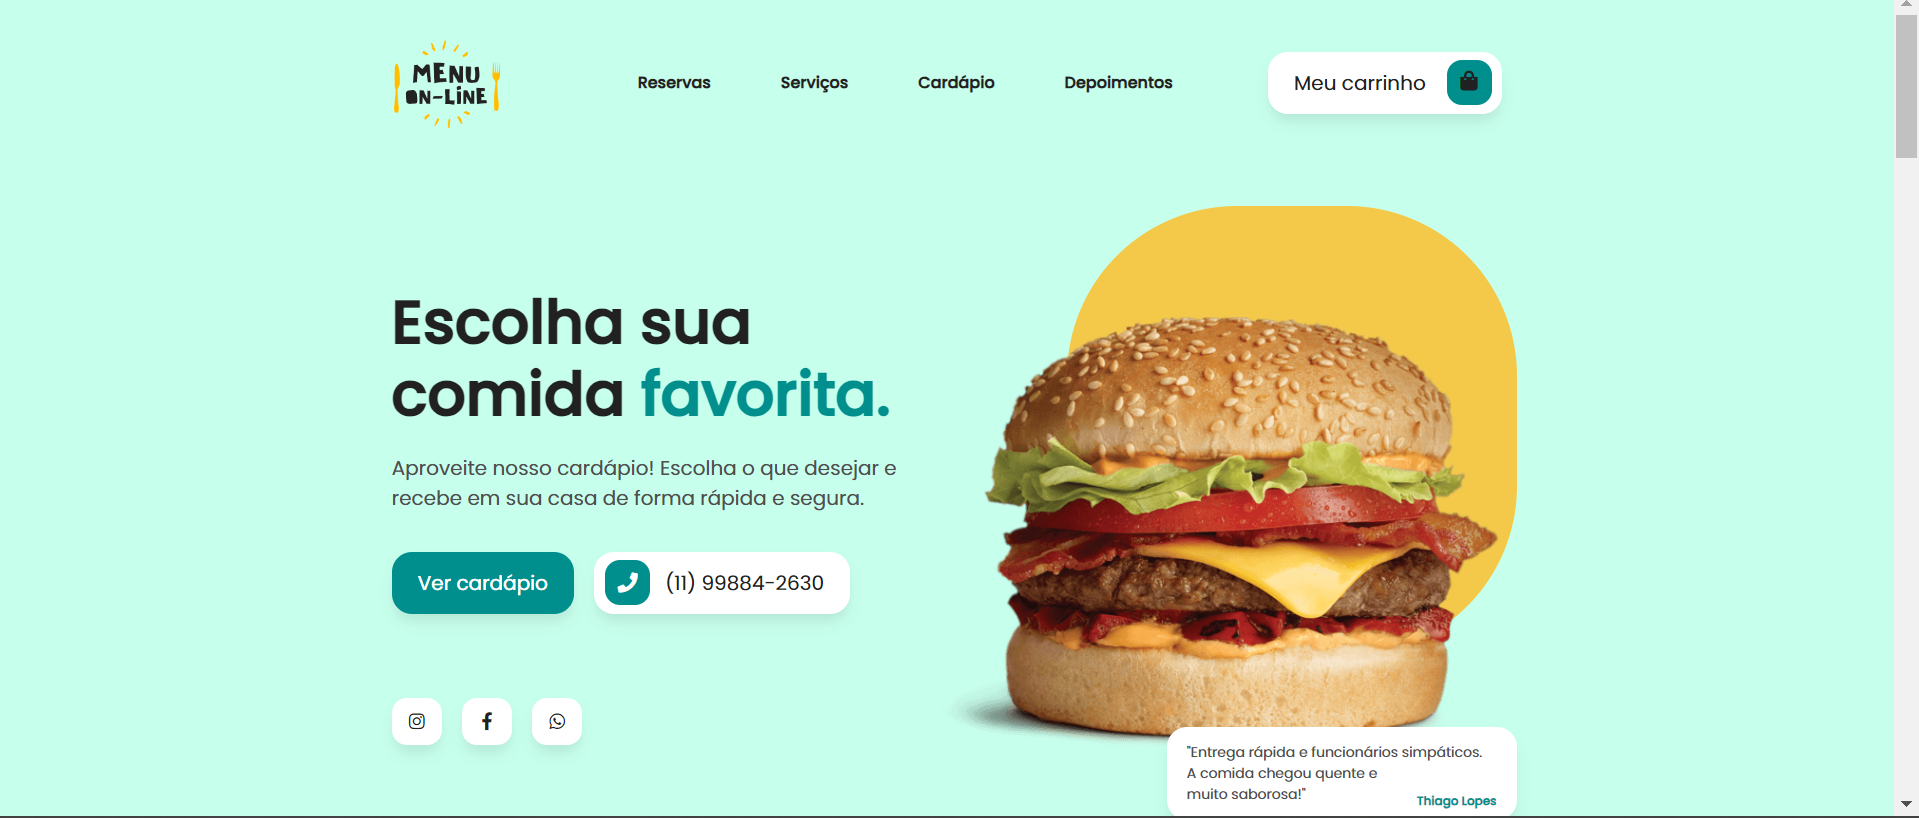 MENU
ON-LiNE
Reservas
Serviços
Cardápio
Depoimentos
Meu carrinho
Escolha sua
comida favorita.
Aproveite nosso cardápio! Escolha o que desejar e
recebe em sua casa de forma rápida e segura.
Ver cardápio
(11) 99884-2630
"Entrega rápida e funcionários simpáticos.
A comida chegou quente e
muito saborosa!"
Thiago Lopes